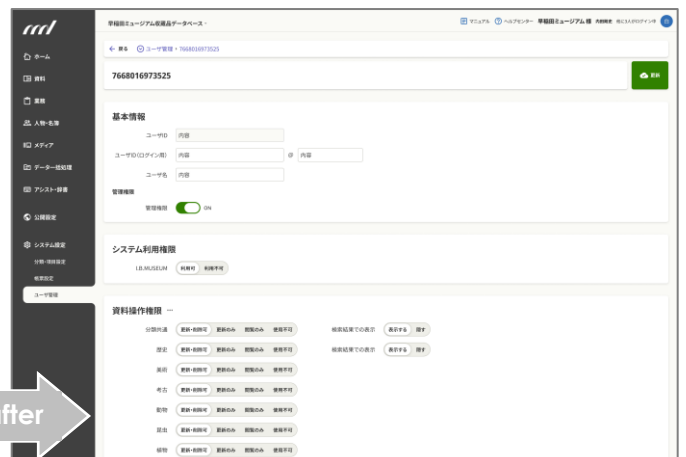 早稲田ミュージアム収蔵品データベース
マニュアル ヘルプセンター 早稲田ミュージアム 様
ホーム
資料
業務
人物・名簿
メディア
データ一括処理
アシスト・辞書
公開設定
システム設定
分類・項目設定
帳票設定
ユーザ管理
戻る ユーザ管理 • 7668016973525
7668016973525
更新
基本情報
ユーザID 内容
ユーザID(ログイン用) 内容 @ 内容
ユーザ名 内容
管理権限
管理権限 ON
システム利用権限
I.B.MUSEUM 利用可 利用不可
資料操作権限
分類共通 更新・削除可 更新のみ 閲覧のみ 使用不可 検索結果での表示 表示する 隠す
歴史 更新・削除可 更新のみ 閲覧のみ 使用不可 検索結果での表示 表示する 隠す
美術 更新・削除可 更新のみ 閲覧のみ 使用不可
考古 更新・削除可 更新のみ 閲覧のみ 使用不可
動物 更新・削除可 更新のみ 閲覧のみ 使用不可
昆虫 更新・削除可 更新のみ 閲覧のみ 使用不可
植物 更新・削除可 更新のみ 閲覧のみ 使用不可
fter